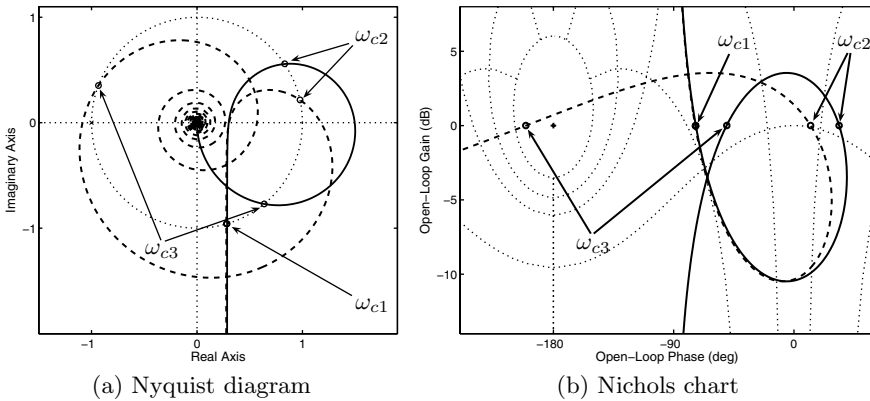 1
0
−1
−1
0
1
Imaginary Axis
Real Axis
ωc2
ωc3
ωc1
(a) Nyquist diagram
5
0
−5
−10
−180
−90
0
Open−Loop Gain (dB)
Open−Loop Phase (deg)
ωc1
ωc2
ωc3
(b) Nichols chart